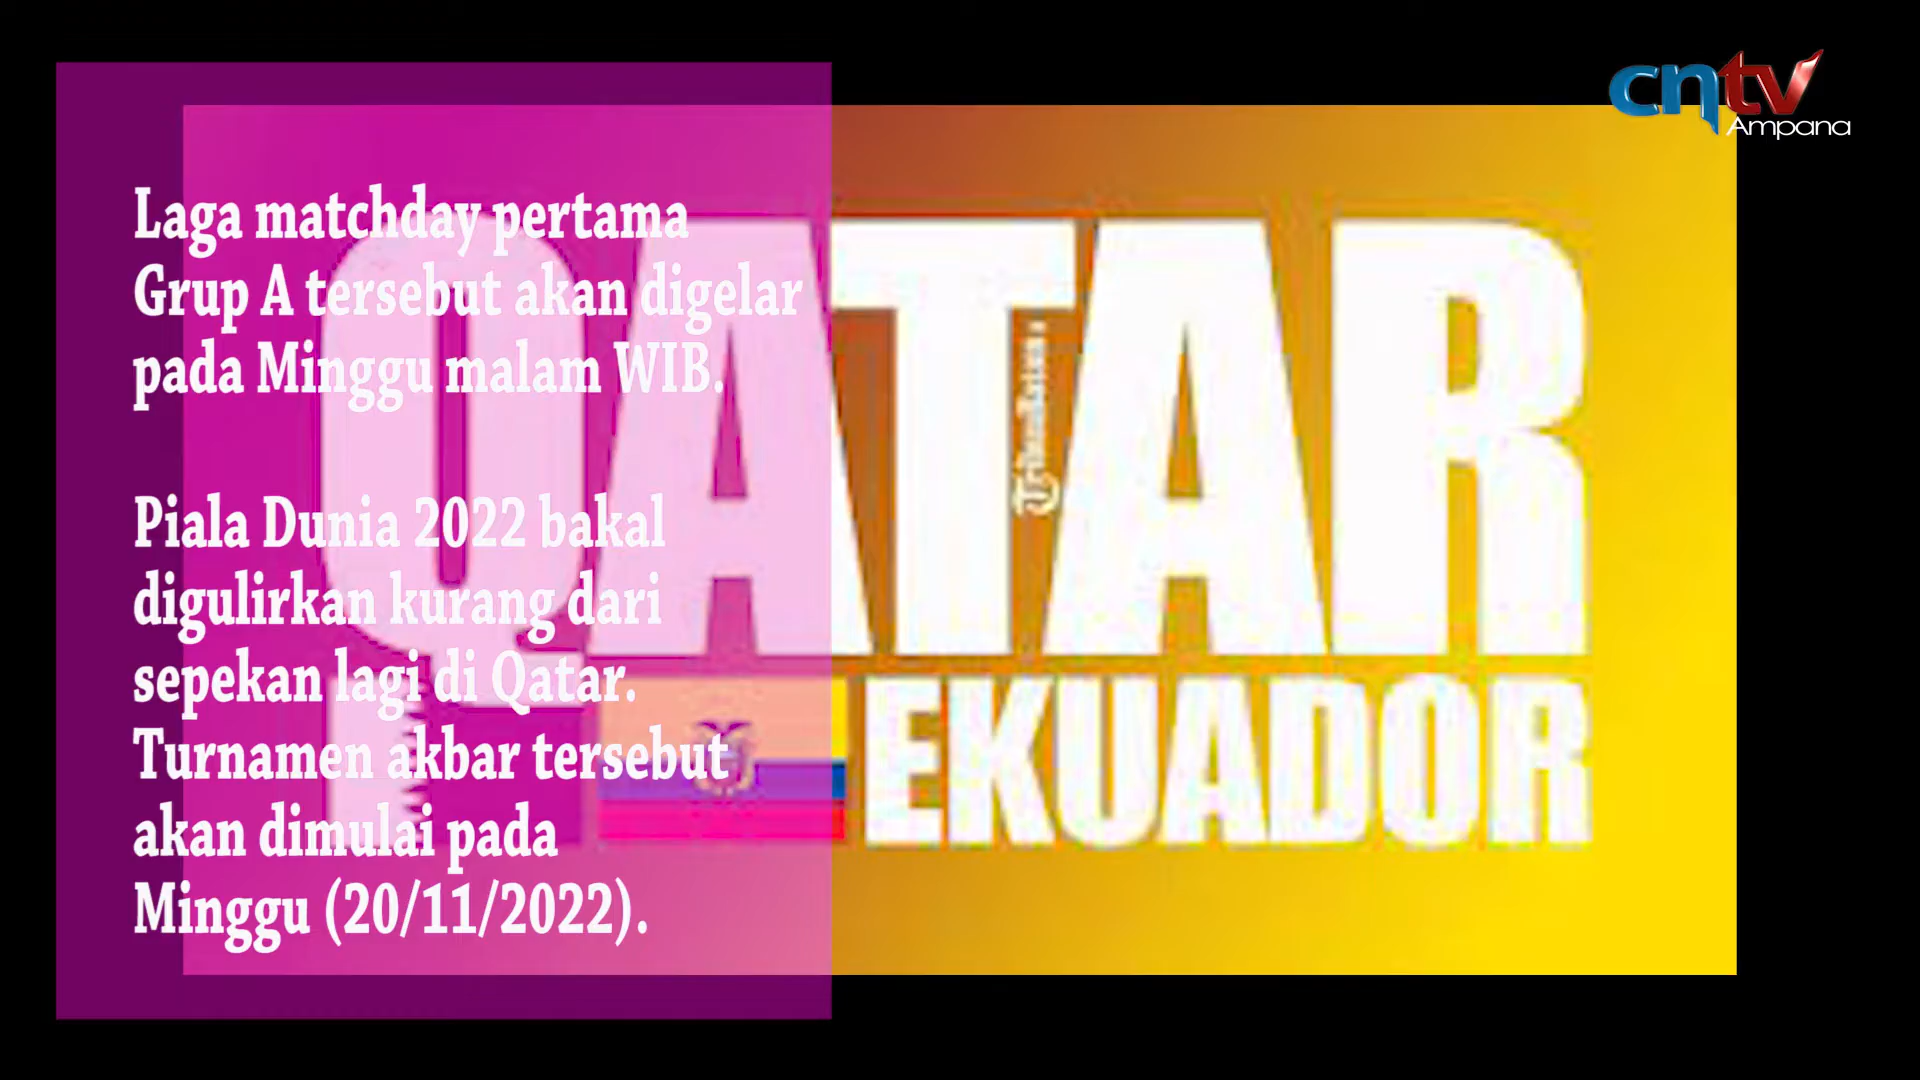 cntv
Ampana
Laga matchday pertama
Grup A tersebut akan digelar
pada Minggu malam WIB.
Piala Dunia 2022 bakal
digulirkan kurang dari
sepekan lagi di Qatar.
Turnamen akbar tersebut
akan dimulai pada
Minggu (20/11/2022).
QATAR
EKUADOR